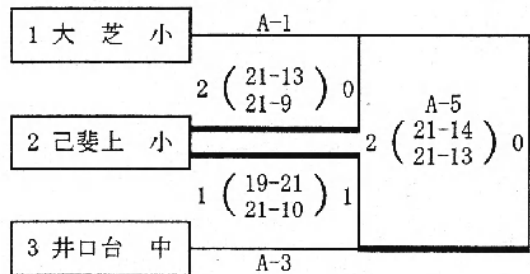 1 大 芝 小
A-1
2 ( 21-13 21-9 ) 0
2 己斐上 小
A-5
2 ( 21-14 21-13 ) 0
1 ( 19-21 21-10 ) 1
3 井口台 中
A-3